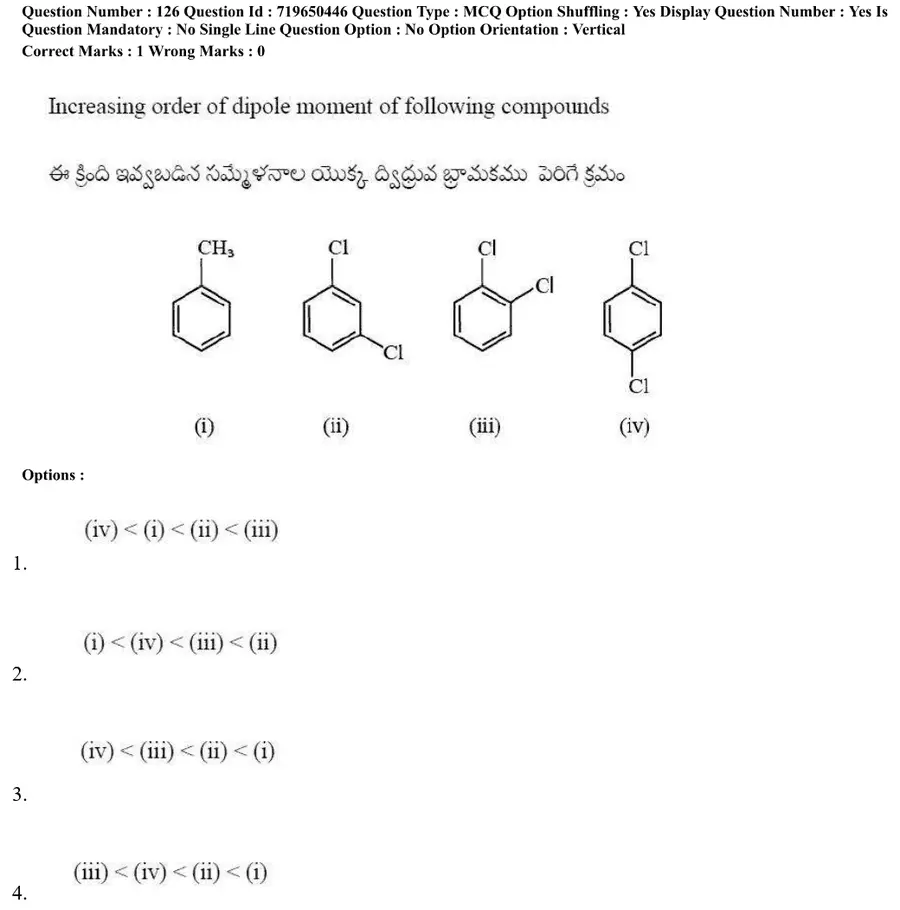 Question Number : 126 Question Id : 719650446 Question Type : MCQ Option Shuffling : Yes Display Question Number : Yes Is
Question Mandatory : No Single Line Question Option : No Option Orientation : Vertical
Correct Marks : 1 Wrong Marks : 0
Increasing order of dipole moment of following compounds
ఈ క్రింది ఇవ్వబడిన సమ్మేళనాల యొక్క ద్విధ్రువ భ్రామకము పెరిగే క్రమం
CH₃ Cl Cl Cl
Cl
Cl
Cl
(i) (ii) (iii) (iv)
Options :
(iv) < (i) < (ii) < (iii)
1.
(i) < (iv) < (iii) < (ii)
2.
(iv) < (iii) < (ii) < (i)
3.
(iii) < (iv) < (ii) < (i)
4.